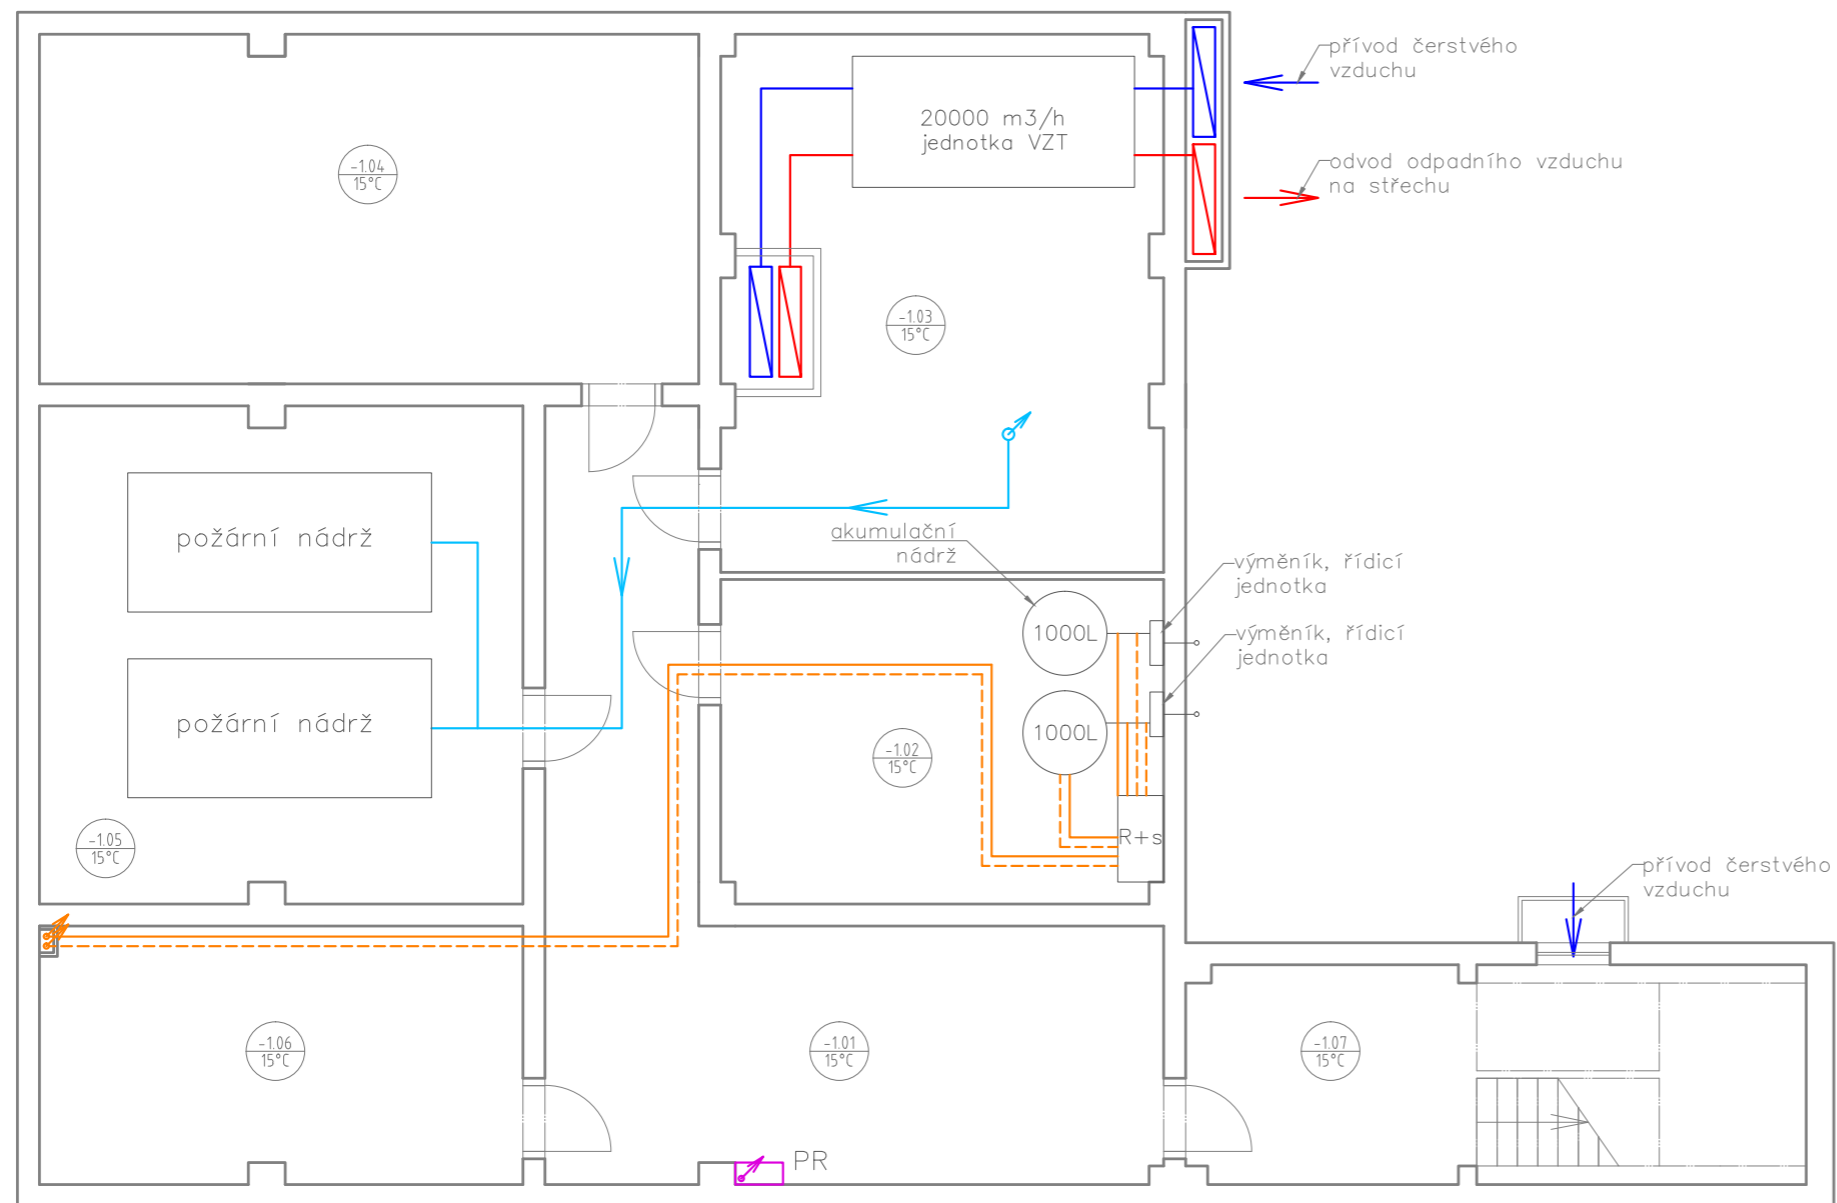 přívod čerstvého
vzduchu
20000 m3/h
jednotka VZT
odvod odpadního vzduchu
na střechu
-1.04
15°C
-1.03
15°C
požární nádrž
akumulační
nádrž
výměník, řídicí
jednotka
1000L
výměník, řídicí
jednotka
požární nádrž
1000L
-1.02
15°C
R+s
-1.05
15°C
přívod čerstvého
vzduchu
-1.06
15°C
-1.01
15°C
-1.07
15°C
PR